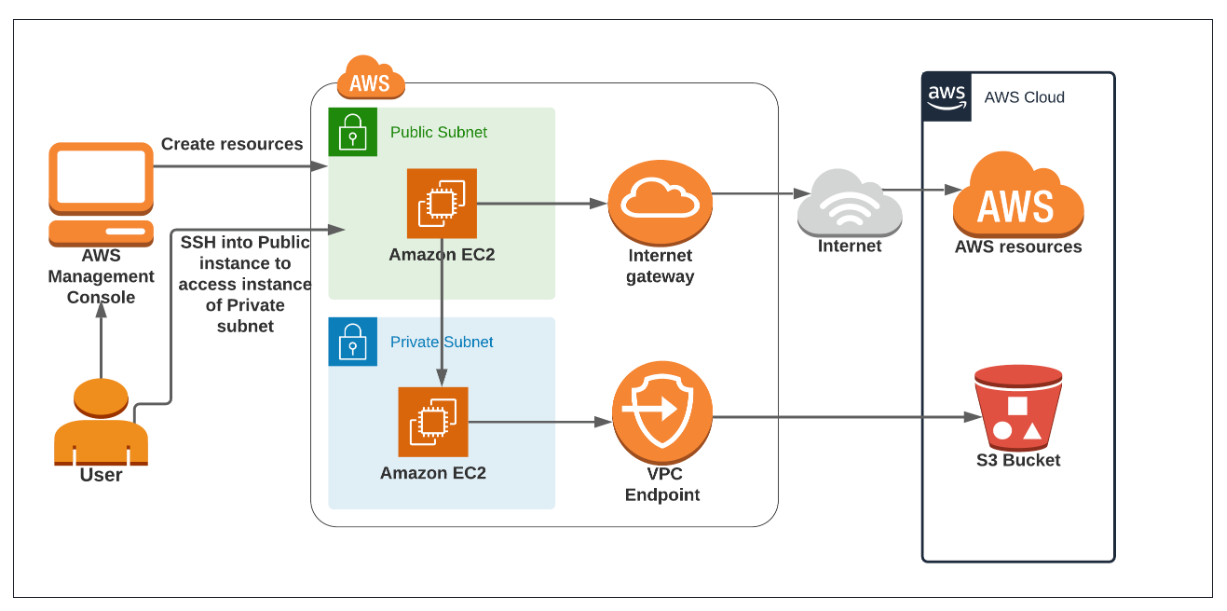 AWS
aws
AWS Cloud
Public Subnet
Create resources
AWS
Amazon EC2
Internet
gateway
Internet
AWS resources
AWS
Management
Console
SSH into Public
instance to
access instance
of Private
subnet
Private Subnet
Amazon EC2
VPC
Endpoint
S3 Bucket
User